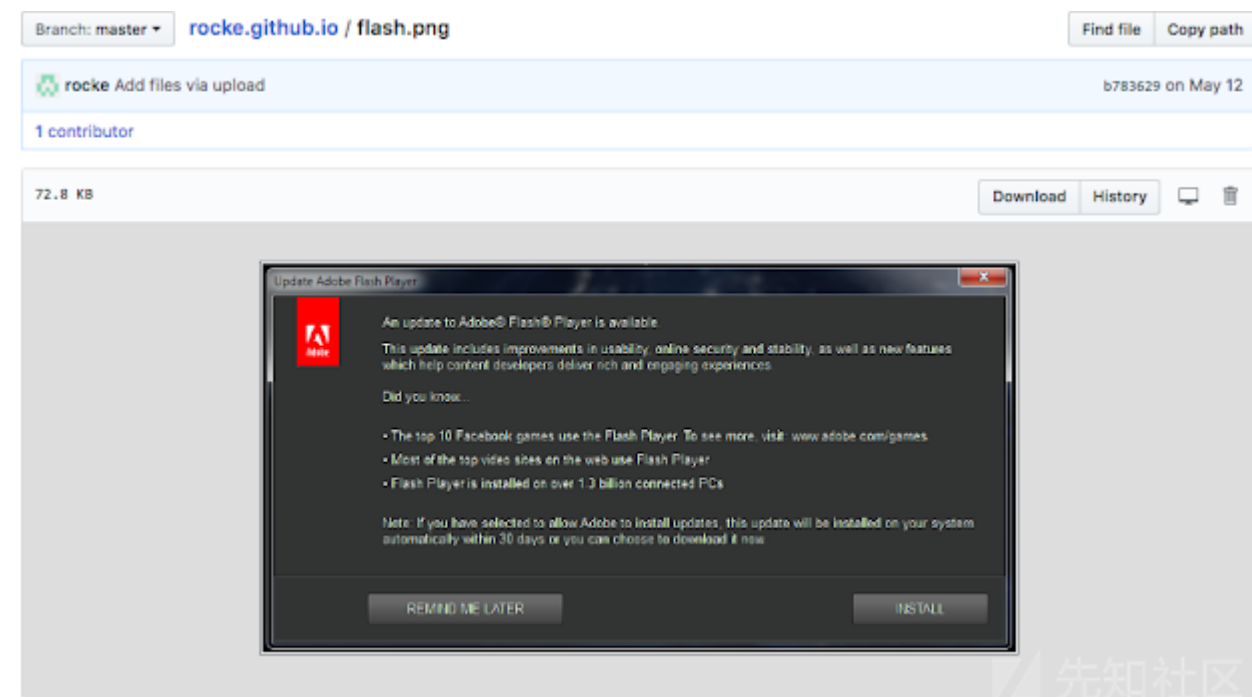 Branch: master
rocke.github.io / flash.png
Find file
Copy path
rocke Add files via upload
b783629 on May 12
1 contributor
72.8 KB
Download
History
Update Adobe Flash Player
Adobe
An update to Adobe® Flash® Player is available.
This update includes improvements in usability, online security and stability, as well as new features
which help content developers deliver rich and engaging experiences.
Did you know...
• The top 10 Facebook games use the Flash Player. To see more, visit: www.adobe.com/games
• Most of the top video sites on the web use Flash Player
• Flash Player is installed on over 1.3 billion connected PCs
Note: If you have selected to allow Adobe to install updates, this update will be installed on your system
automatically within 30 days or you can choose to download it now.
REMIND ME LATER
INSTALL
先知社区